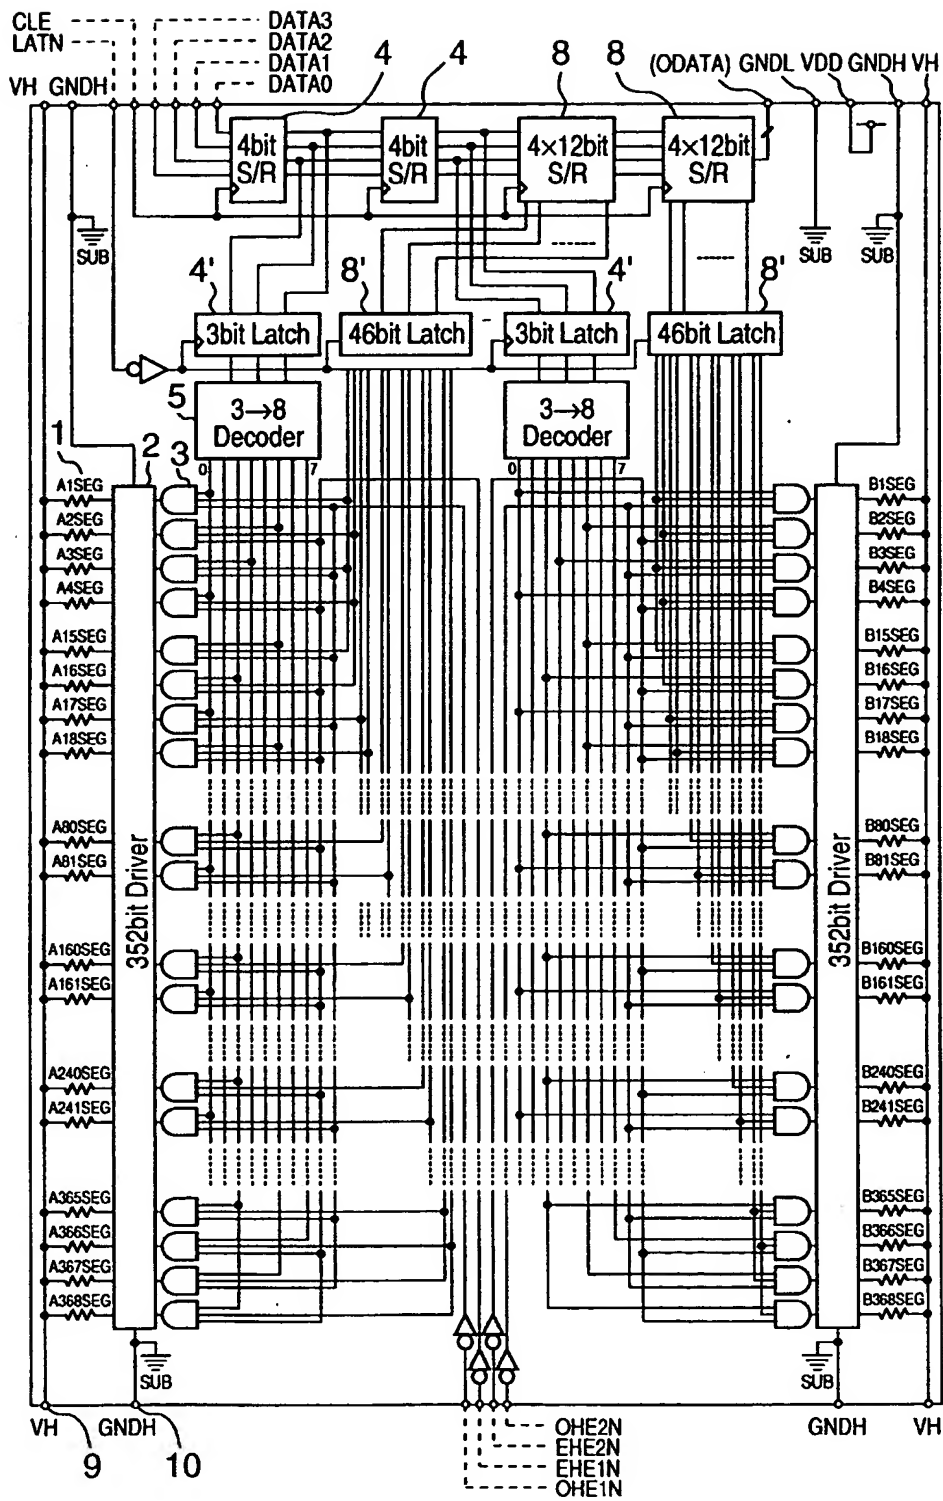 CLE
LATN
DATA3
DATA2
DATA1
DATA0
4
4
8
8
(ODATA) GNDL VDD GNDH VH
VH GNDH
4bit
S/R
4bit
S/R
4×12bit
S/R
4×12bit
S/R
SUB
SUB
SUB
4'
8'
4'
8'
3bit Latch
46bit Latch
3bit Latch
46bit Latch
5
3→8
Decoder
3→8
Decoder
0 7
0 7
1
2
3
A1SEG
A2SEG
A3SEG
A4SEG
A15SEG
A16SEG
A17SEG
A18SEG
A80SEG
A81SEG
A160SEG
A161SEG
A240SEG
A241SEG
A365SEG
A366SEG
A367SEG
A368SEG
352bit Driver
352bit Driver
B1SEG
B2SEG
B3SEG
B4SEG
B15SEG
B16SEG
B17SEG
B18SEG
B80SEG
B81SEG
B160SEG
B161SEG
B240SEG
B241SEG
B365SEG
B366SEG
B367SEG
B368SEG
SUB
SUB
VH
GNDH
9
10
OHE2N
EHE2N
EHE1N
OHE1N
GNDH
VH